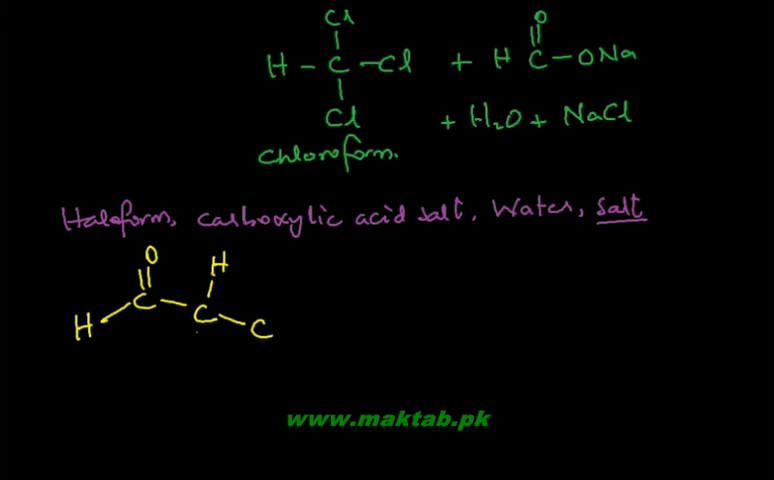 Cl
O
H - C - Cl + H C - ONa
Cl + H₂O + NaCl
Chloroform.
Haloform, carboxylic acid salt, Water, salt
O H
H C - C - C
www.maktab.pk